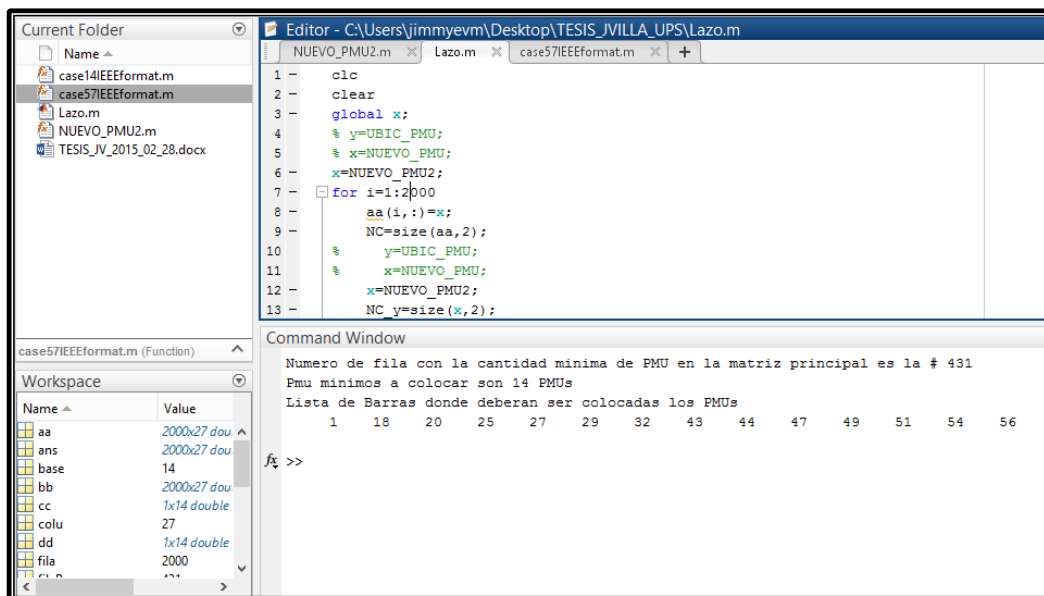 Current Folder
Name
case14IEEEformat.m
case57IEEEformat.m
Lazo.m
NUEVO_PMU2.m
TESIS_JV_2015_02_28.docx
case57IEEEformat.m (Function)
Workspace
Name Value
aa 2000x27 dou
ans 2000x27 dou
base 14
bb 2000x27 dou
cc 1x14 double
colu 27
dd 1x14 double
fila 2000
Editor - C:\Users\jimmyevm\Desktop\TESIS_JVILLA_UPS\Lazo.m
NUEVO_PMU2.m Lazo.m case57IEEEformat.m
1 - clc
2 - clear
3 - global x;
4 % y=UBIC_PMU;
5 % x=NUEVO_PMU;
6 - x=NUEVO_PMU2;
7 - for i=1:2000
8 - aa(i,:)=x;
9 - NC=size(aa,2);
10 % y=UBIC_PMU;
11 % x=NUEVO_PMU;
12 - x=NUEVO_PMU2;
13 - NC_y=size(x,2);
Command Window
Numero de fila con la cantidad minima de PMU en la matriz principal es la # 431
Pmu minimos a colocar son 14 PMUs
Lista de Barras donde deberan ser colocadas los PMUs
1 18 20 25 27 29 32 43 44 47 49 51 54 56
fx >>